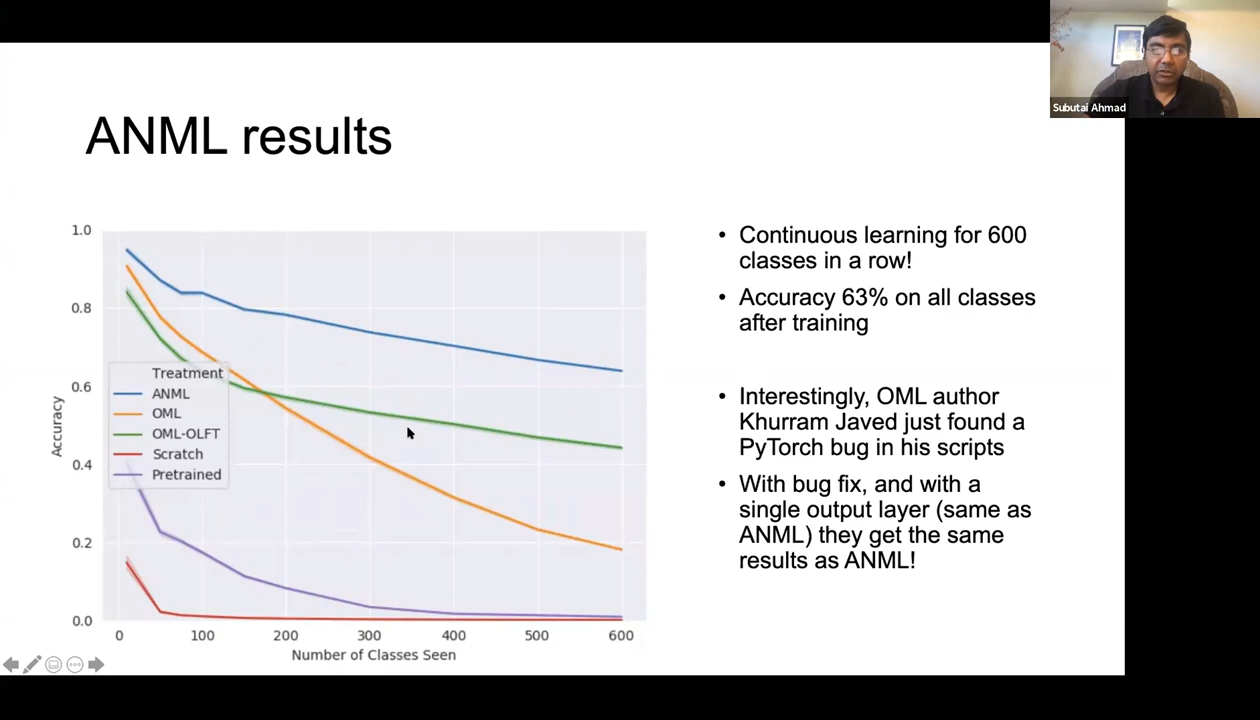 Subutai Ahmad
ANML results
1.0
0.8
0.6
0.4
0.2
0.0
Accuracy
Treatment
ANML
OML
OML-OLFT
Scratch
Pretrained
0 100 200 300 400 500 600
Number of Classes Seen
• Continuous learning for 600
classes in a row!
• Accuracy 63% on all classes
after training
• Interestingly, OML author
Khurram Javed just found a
PyTorch bug in his scripts
• With bug fix, and with a
single output layer (same as
ANML) they get the same
results as ANML!